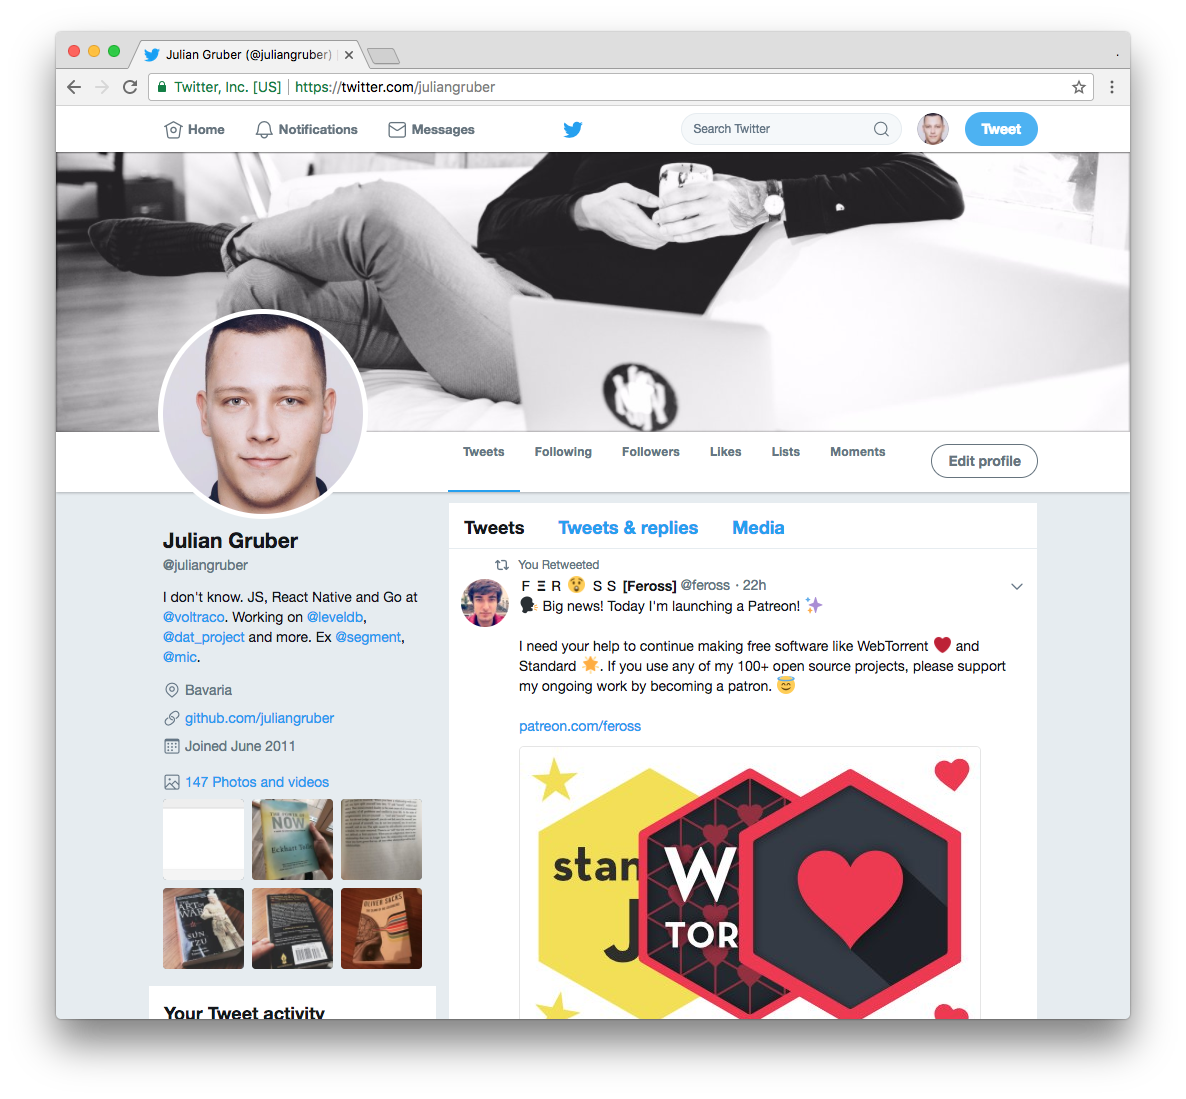 Julian Gruber (@juliangruber)
Twitter, Inc. [US] https://twitter.com/juliangruber
Home Notifications Messages Search Twitter Tweet
Tweets Following Followers Likes Lists Moments Edit profile
Julian Gruber
@juliangruber
I don't know. JS, React Native and Go at
@voltraco. Working on @leveldb,
@dat_project and more. Ex @segment,
@mic.
Bavaria
github.com/juliangruber
Joined June 2011
147 Photos and videos
THE POWER OF
NOW
Eckhart Tolle
ART OF
WAR
SUN
TZU
OLIVER SACKS
Your Tweet activity
Tweets Tweets & replies Media
You Retweeted
F Ξ R 😲 S S [Feross] @feross · 22h
🗣 Big news! Today I'm launching a Patreon! ✨
I need your help to continue making free software like WebTorrent ❤️ and
Standard 🌟. If you use any of my 100+ open source projects, please support
my ongoing work by becoming a patron. 😇
patreon.com/feross
stan
J
W
TOR